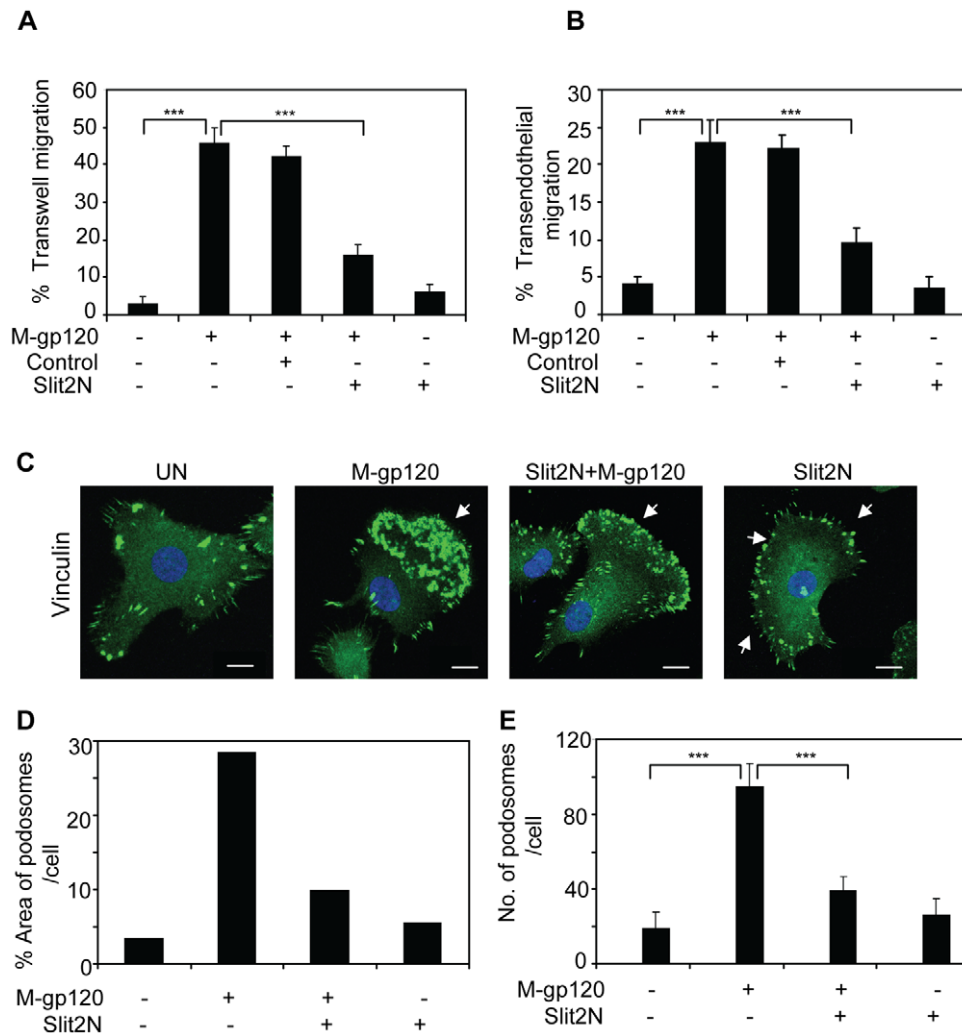 A
% Transwell migration
60
50
40
30
20
10
0
***
***
M-gp120 - + + + -
Control - - + - -
Slit2N - - - + +
B
% Transendothelial
migration
30
25
20
15
10
5
0
***
***
M-gp120 - + + + -
Control - - + - -
Slit2N - - - + +
C
UN
M-gp120
Slit2N+M-gp120
Slit2N
Vinculin
D
% Area of podosomes
/cell
30
20
10
0
M-gp120 - + + -
Slit2N - - + +
E
No. of podosomes
/cell
120
80
40
0
***
***
M-gp120 - + + -
Slit2N - - + +